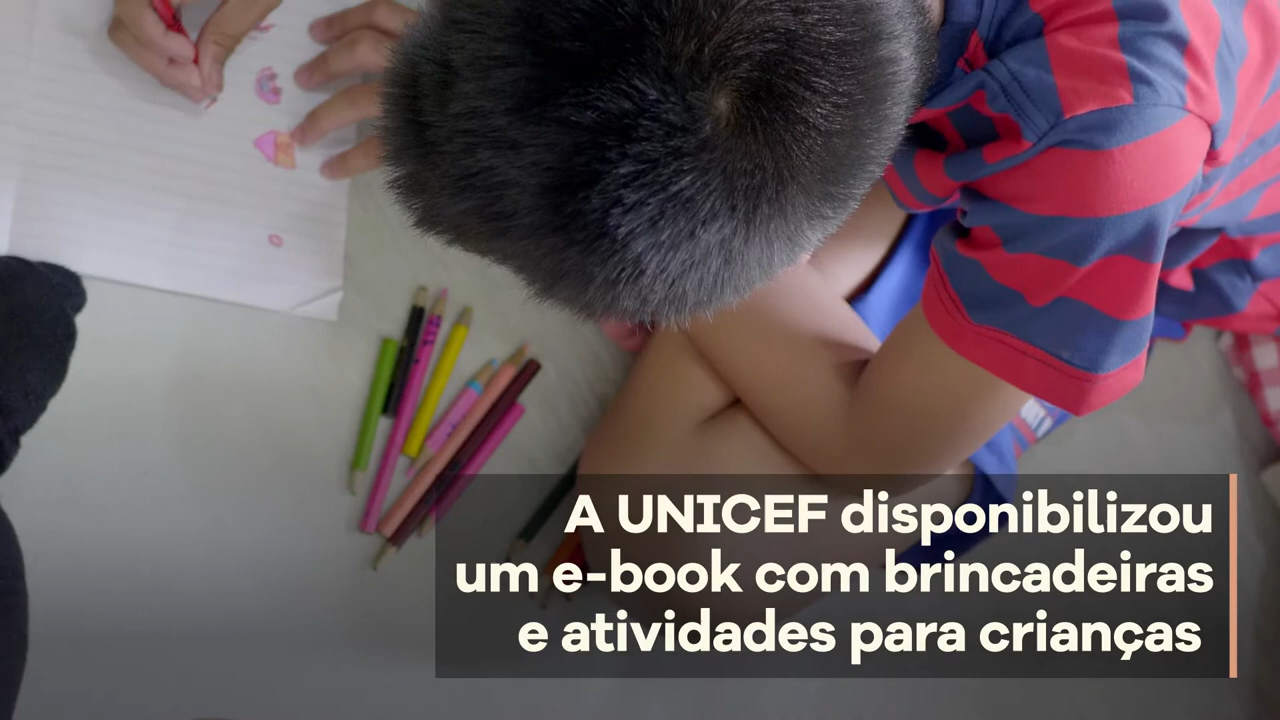 A UNICEF disponibilizou
um e-book com brincadeiras
e atividades para crianças